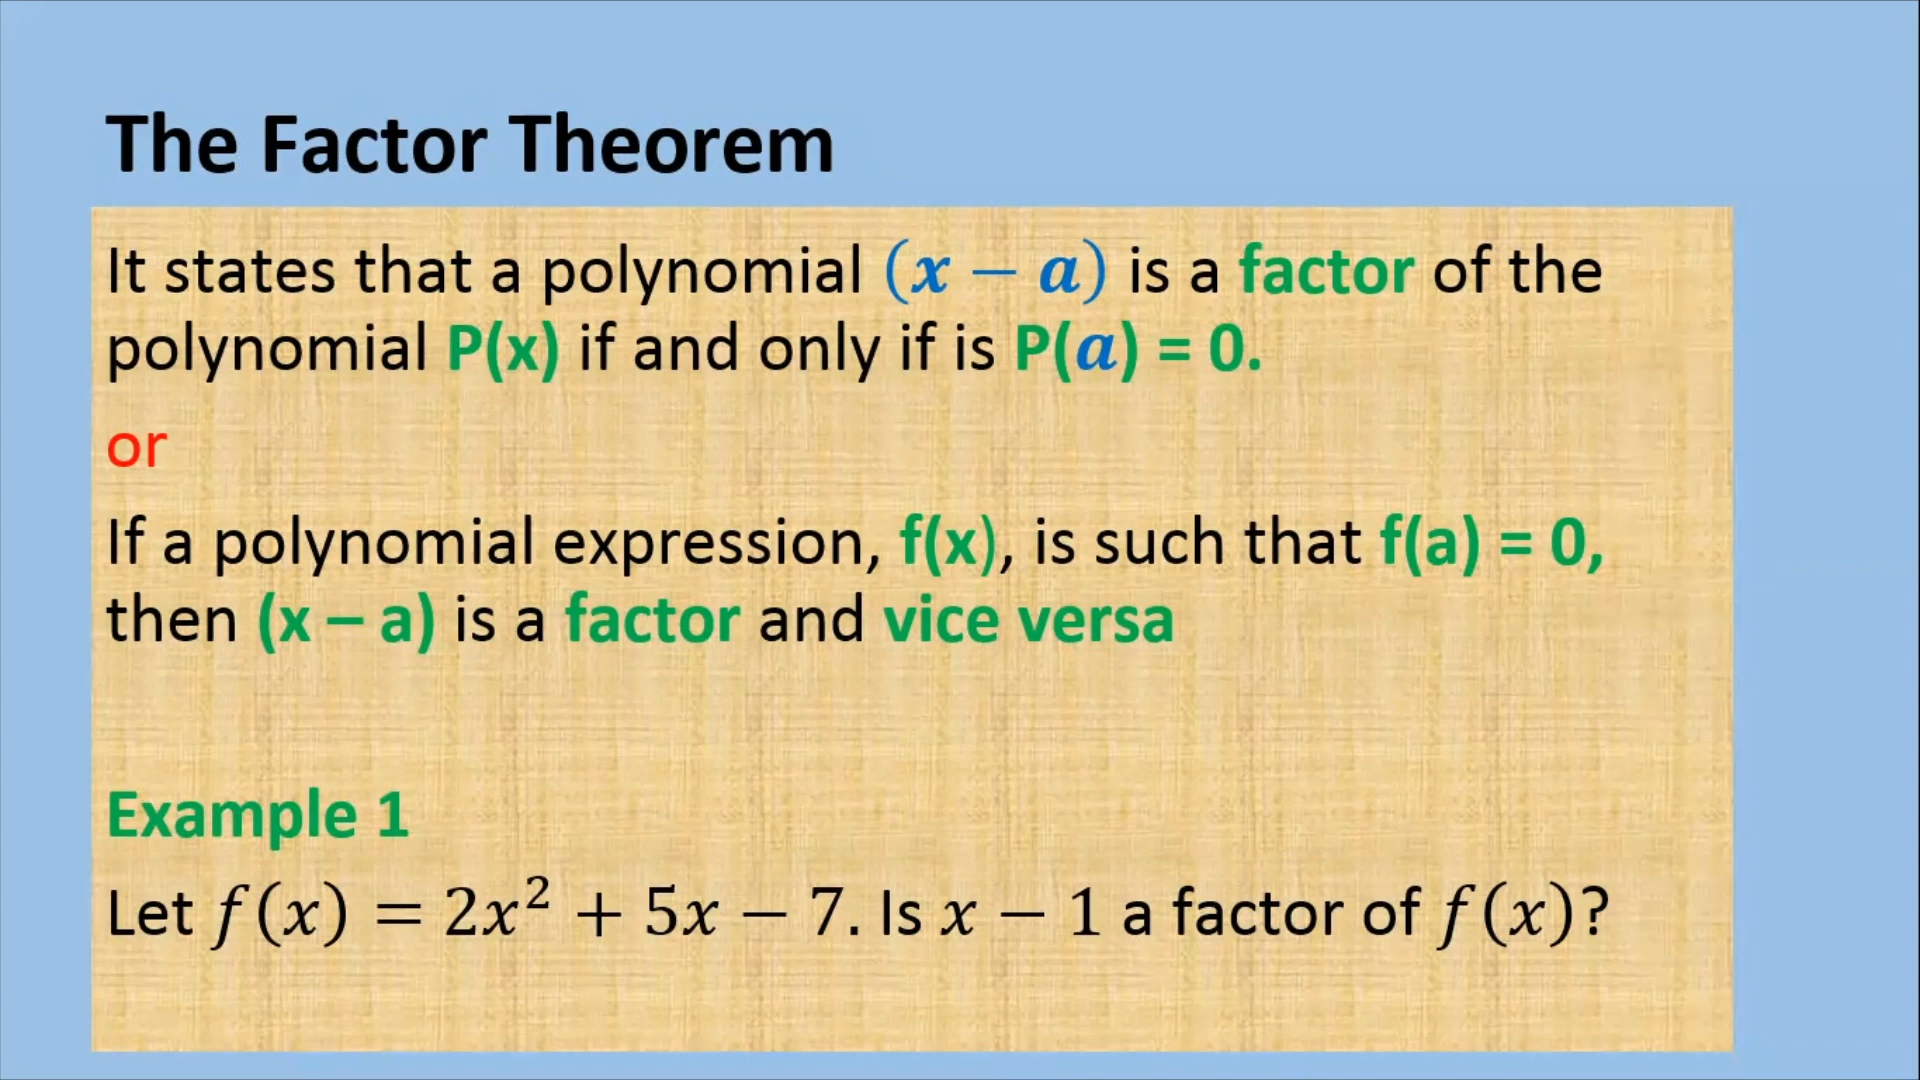 The Factor Theorem
It states that a polynomial (x − a) is a factor of the
polynomial P(x) if and only if is P(a) = 0.
or
If a polynomial expression, f(x), is such that f(a) = 0,
then (x – a) is a factor and vice versa
Example 1
Let f(x) = 2x² + 5x − 7. Is x − 1 a factor of f(x)?